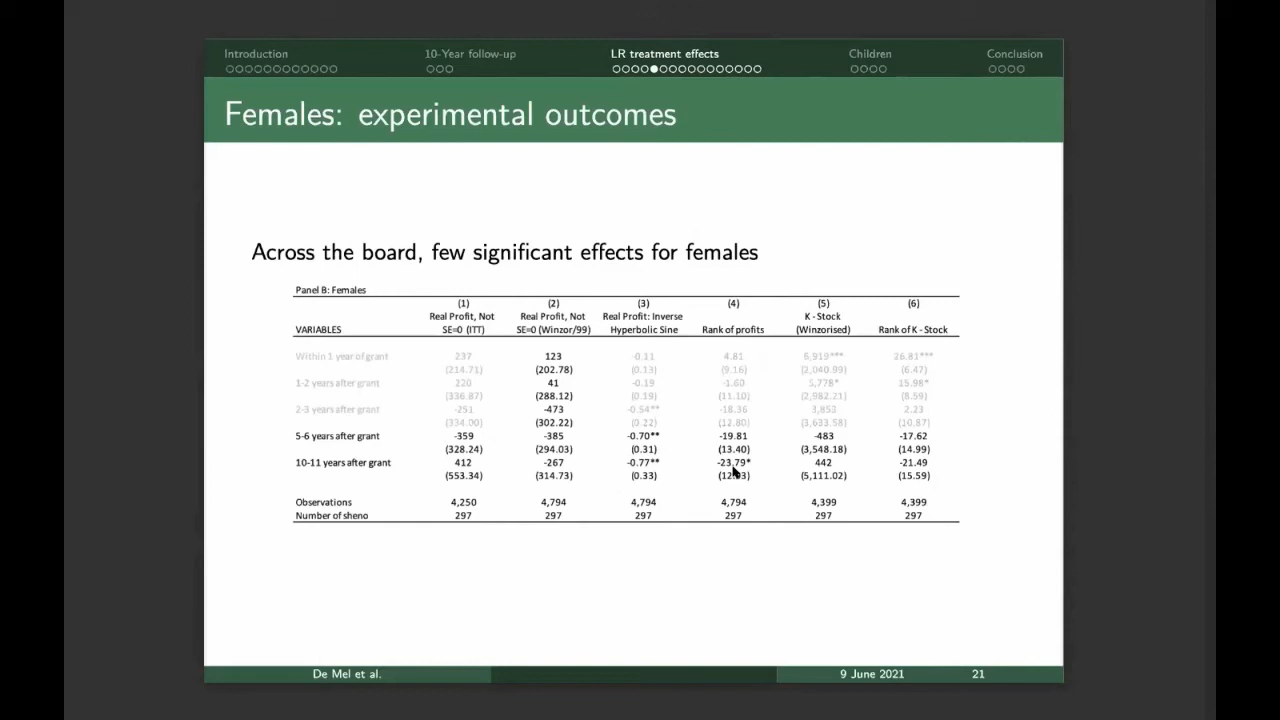 Introduction 10-Year follow-up LR treatment effects Children Conclusion
Females: experimental outcomes
Across the board, few significant effects for females
Panel B: Females
(1) (2) (3) (4) (5) (6)
Real Profit, Not Real Profit, Not Real Profit: Inverse K - Stock
VARIABLES SE=0 (ITT) SE=0 (Winzor/99) Hyperbolic Sine Rank of profits (Winzorised) Rank of K - Stock
Within 1 year of grant 237 123 -0.11 4.81 6,919*** 26.81***
(214.71) (202.78) (0.13) (9.16) (2,040.99) (6.47)
1-2 years after grant 220 41 -0.19 -1.60 5,778* 15.98*
(336.87) (288.12) (0.19) (11.10) (2,982.21) (8.59)
2-3 years after grant -251 -473 -0.54** -18.36 3,853 2.23
(334.00) (302.22) (0.22) (12.80) (3,633.58) (10.87)
5-6 years after grant -359 -385 -0.70** -19.81 -483 -17.62
(328.24) (294.03) (0.31) (13.40) (3,548.18) (14.99)
10-11 years after grant 412 -267 -0.77** -23.79* 442 -21.49
(553.34) (314.73) (0.33) (5,111.02) (15.59)
Observations 4,250 4,794 4,794 4,794 4,399 4,399
Number of sheno 297 297 297 297 297 297
De Mel et al. 9 June 2021 21